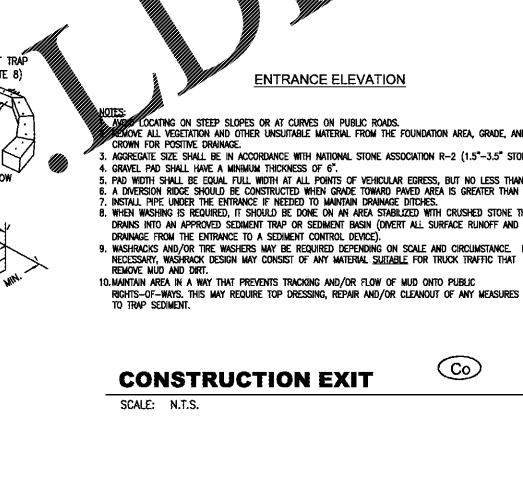 TRAP
TE 8)
ENTRANCE ELEVATION
NOTES:
1. AVOID LOCATING ON STEEP SLOPES OR AT CURVES ON PUBLIC ROADS.
2. REMOVE ALL VEGETATION AND OTHER UNSUITABLE MATERIAL FROM THE FOUNDATION AREA, GRADE, AND
CROWN FOR POSITIVE DRAINAGE.
3. AGGREGATE SIZE SHALL BE IN ACCORDANCE WITH NATIONAL STONE ASSOCIATION R-2 (1.5"-3.5" STO
4. GRAVEL PAD SHALL HAVE A MINIMUM THICKNESS OF 6".
OW
5. PAD WIDTH SHALL BE EQUAL FULL WIDTH AT ALL POINTS OF VEHICULAR EGRESS, BUT NO LESS THAN
6. A DIVERSION RIDGE SHOULD BE CONSTRUCTED WHEN GRADE TOWARD PAVED AREA IS GREATER THAN
7. INSTALL PIPE UNDER THE ENTRANCE IF NEEDED TO MAINTAIN DRAINAGE DITCHES.
8. WHEN WASHING IS REQUIRED, IT SHOULD BE DONE ON AN AREA STABILIZED WITH CRUSHED STONE T
DRAINS INTO AN APPROVED SEDIMENT TRAP OR SEDIMENT BASIN (DIVERT ALL SURFACE RUNOFF AND
DRAINAGE FROM THE ENTRANCE TO A SEDIMENT CONTROL DEVICE).
9. WASHRACKS AND/OR TIRE WASHERS MAY BE REQUIRED DEPENDING ON SCALE AND CIRCUMSTANCE.
NECESSARY, WASHRACK DESIGN MAY CONSIST OF ANY MATERIAL SUITABLE FOR TRUCK TRAFFIC THAT
REMOVE MUD AND DIRT.
MIN.
10. MAINTAIN AREA IN A WAY THAT PREVENTS TRACKING AND/OR FLOW OF MUD ONTO PUBLIC
RIGHTS-OF-WAYS. THIS MAY REQUIRE TOP DRESSING, REPAIR AND/OR CLEANOUT OF ANY MEASURES
TO TRAP SEDIMENT.
CONSTRUCTION EXIT
Co
SCALE: N.T.S.